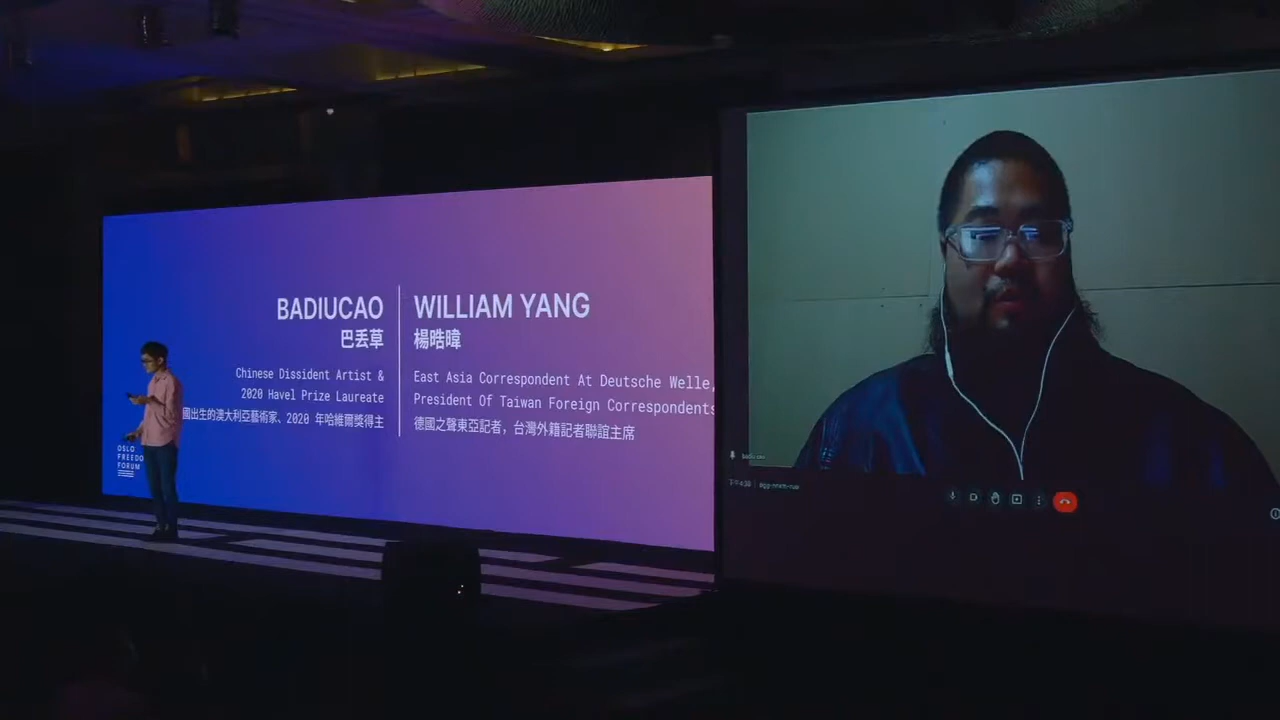 BADIUCAO
巴丢草
Chinese Dissident Artist &
2020 Havel Prize Laureate
國出生的澳大利亞藝術家、2020 年哈維爾獎得主
WILLIAM YANG
楊皓暐
East Asia Correspondent At Deutsche Welle,
President Of Taiwan Foreign Correspondents
德國之聲東亞記者，台灣外籍記者聯誼主席
OSLO
FREEDO
FORUM